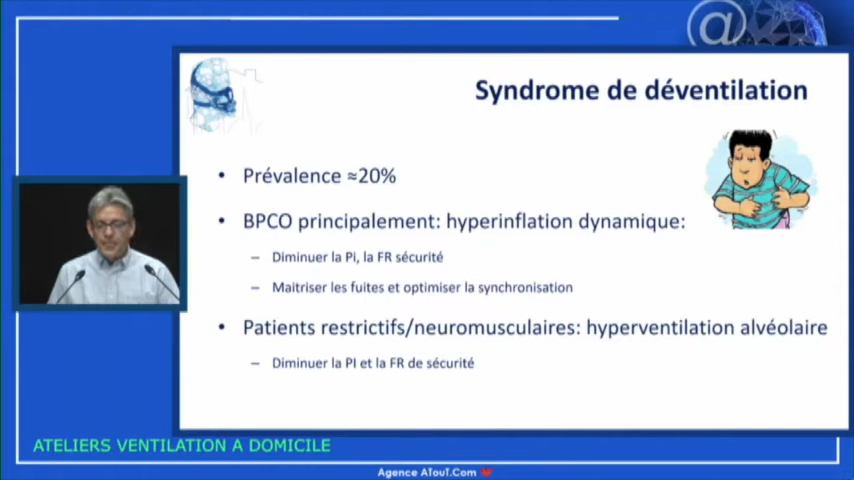 @
Syndrome de déventilation
• Prévalence ≈20%
• BPCO principalement: hyperinflation dynamique:
– Diminuer la Pi, la FR sécurité
– Maitriser les fuites et optimiser la synchronisation
• Patients restrictifs/neuromusculaires: hyperventilation alvéolaire
– Diminuer la PI et la FR de sécurité
ATELIERS VENTILATION A DOMICILE
Agence ATouT.Com